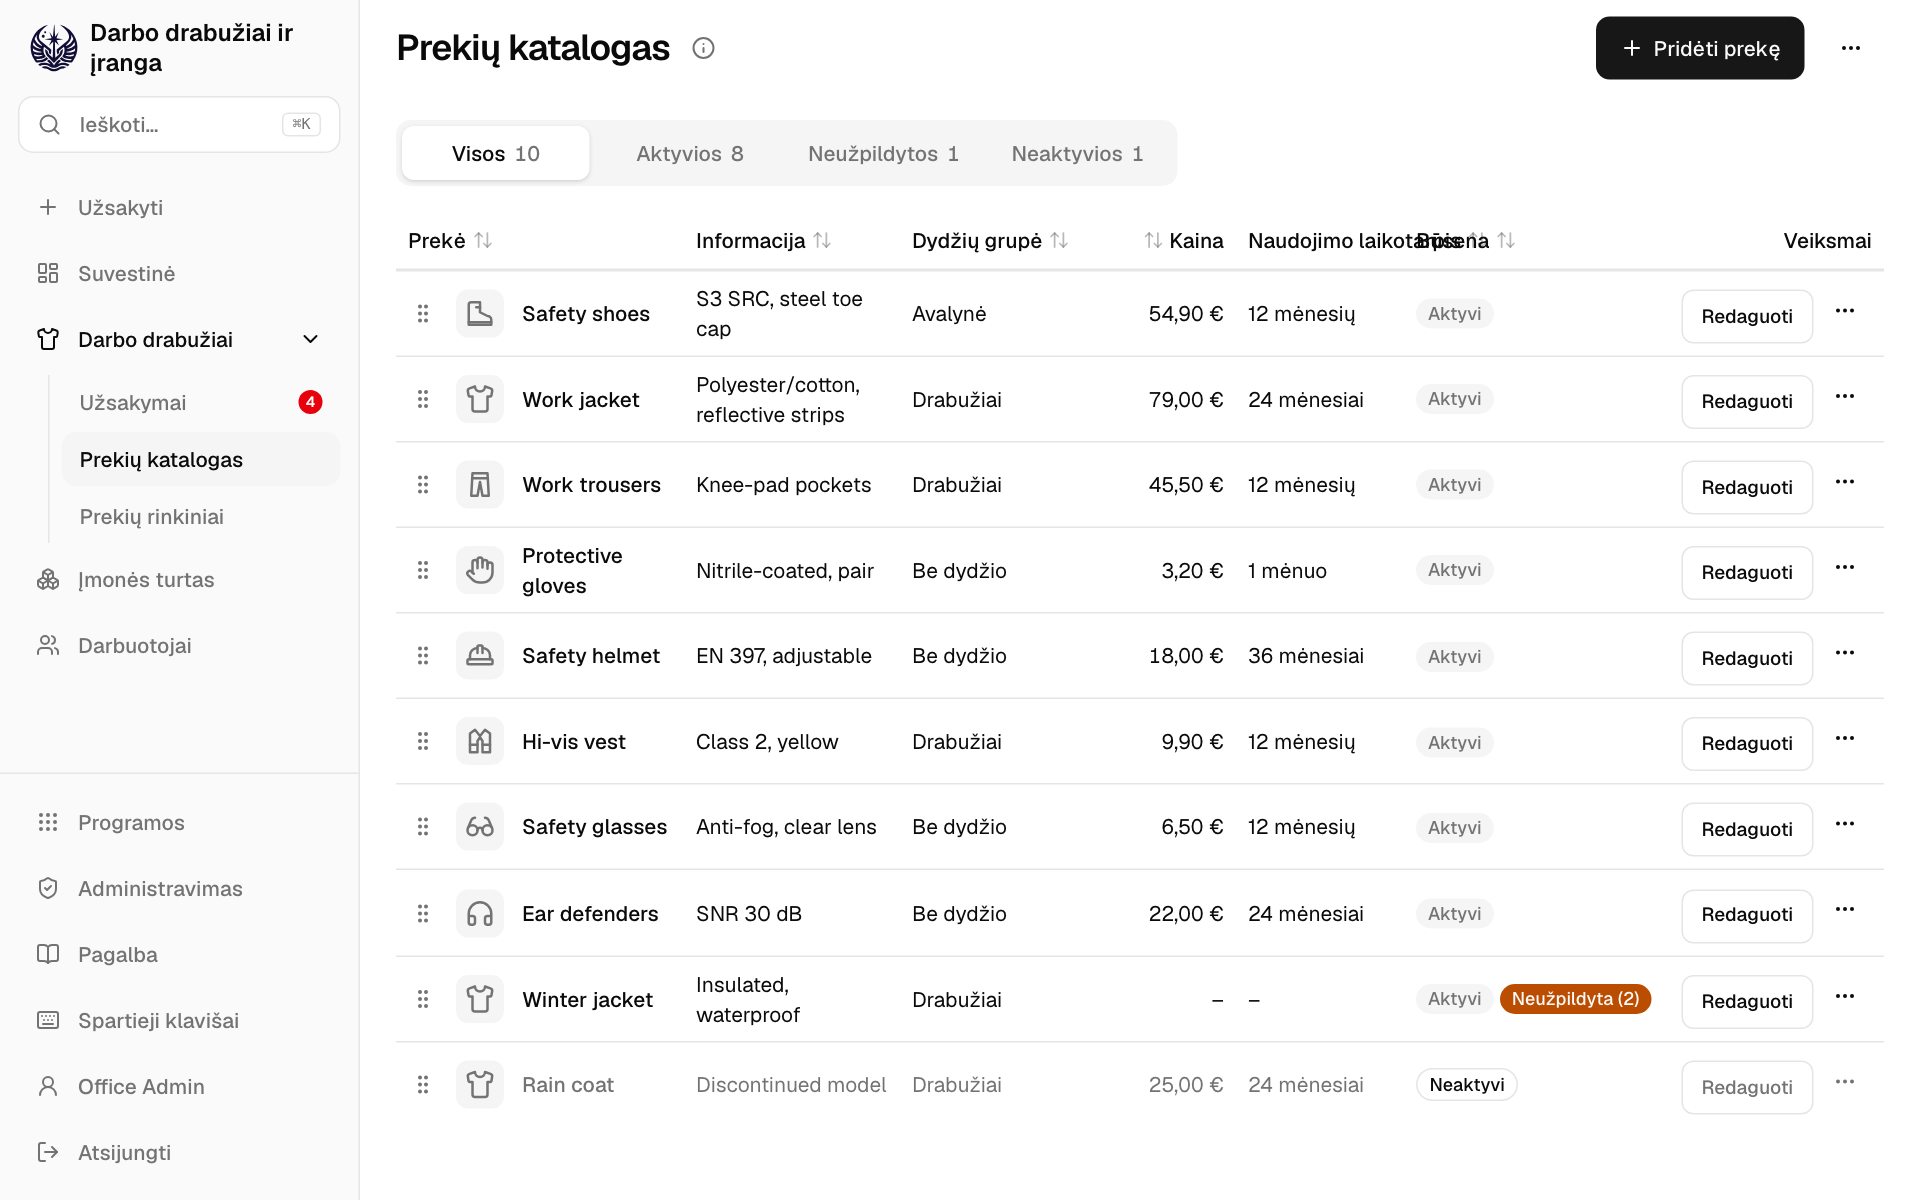 Darbo drabužiai ir
įranga
Ieškoti...
⌘K
Užsakyti
Suvestinė
Darbo drabužiai
Užsakymai 4
Prekių katalogas
Prekių rinkiniai
Įmonės turtas
Darbuotojai
Programos
Administravimas
Pagalba
Spartieji klavišai
Office Admin
Atsijungti
Prekių katalogas
+ Pridėti prekę
Visos 10 Aktyvios 8 Neužpildytos 1 Neaktyvios 1
Prekė Informacija Dydžių grupė Kaina Naudojimo laikotarpis Būsena Veiksmai
Safety shoes S3 SRC, steel toe
cap Avalynė 54,90 € 12 mėnesių Aktyvi Redaguoti
Work jacket Polyester/cotton,
reflective strips Drabužiai 79,00 € 24 mėnesiai Aktyvi Redaguoti
Work trousers Knee-pad pockets Drabužiai 45,50 € 12 mėnesių Aktyvi Redaguoti
Protective
gloves Nitrile-coated, pair Be dydžio 3,20 € 1 mėnuo Aktyvi Redaguoti
Safety helmet EN 397, adjustable Be dydžio 18,00 € 36 mėnesiai Aktyvi Redaguoti
Hi-vis vest Class 2, yellow Drabužiai 9,90 € 12 mėnesių Aktyvi Redaguoti
Safety glasses Anti-fog, clear lens Be dydžio 6,50 € 12 mėnesių Aktyvi Redaguoti
Ear defenders SNR 30 dB Be dydžio 22,00 € 24 mėnesiai Aktyvi Redaguoti
Winter jacket Insulated,
waterproof Drabužiai – – Aktyvi Neužpildyta (2) Redaguoti
Rain coat Discontinued model Drabužiai 25,00 € 24 mėnesiai Neaktyvi Redaguoti